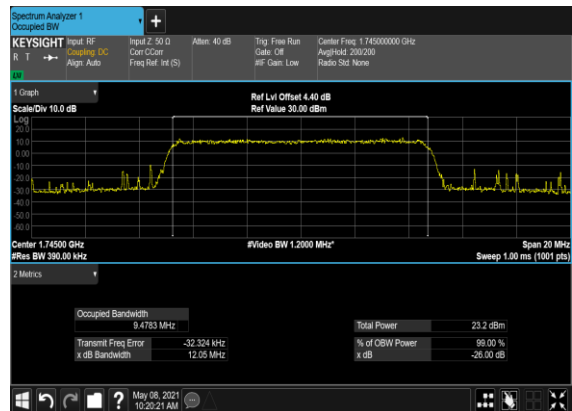 Spectrum Analyzer 1
Occupied BW
+
KEYSIGHT Input: RF Input Z: 50 Ω Atten: 40 dB Trig: Free Run Center Freq: 1.745000000 GHz
R T Coupling: DC Corr CCorr Gate: Off Avg|Hold: 200/200
Align: Auto Freq Ref: Int (S) #IF Gain: Low Radio Std: None
LW
1 Graph
Ref Lvl Offset 4.40 dB
Scale/Div 10.0 dB Ref Value 30.00 dBm
Log
20.0
10.0
0.00
-10.0
-20.0
-30.0
-40.0
-50.0
-60.0
Center 1.74500 GHz #Video BW 1.2000 MHz* Span 20 MHz
#Res BW 390.00 kHz Sweep 1.00 ms (1001 pts)
2 Metrics
Occupied Bandwidth
9.4783 MHz Total Power 23.2 dBm
Transmit Freq Error -32.324 kHz % of OBW Power 99.00 %
x dB Bandwidth 12.05 MHz x dB -26.00 dB
? May 08, 2021
10:20:21 AM